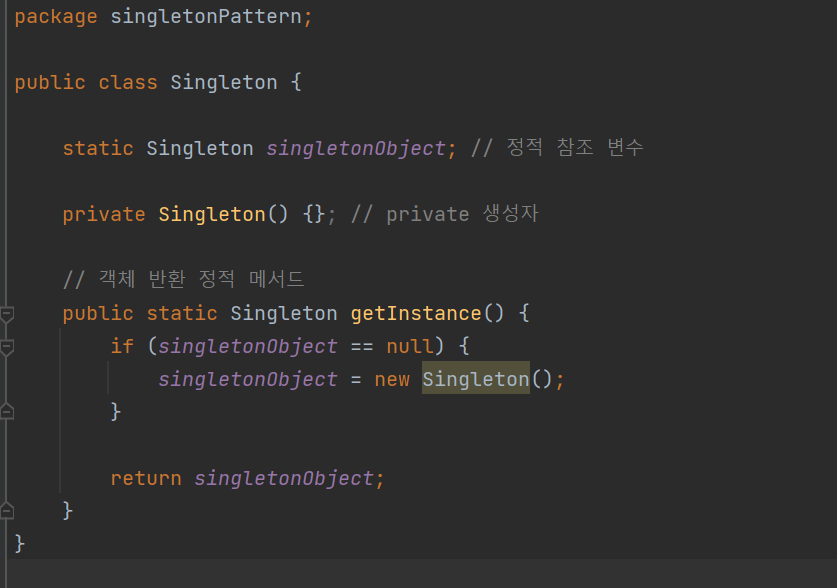 package singletonPattern;
public class Singleton {
static Singleton singletonObject; // 정적 참조 변수
private Singleton() {}; // private 생성자
// 객체 반환 정적 메서드
public static Singleton getInstance() {
if (singletonObject == null) {
singletonObject = new Singleton();
}
return singletonObject;
}
}